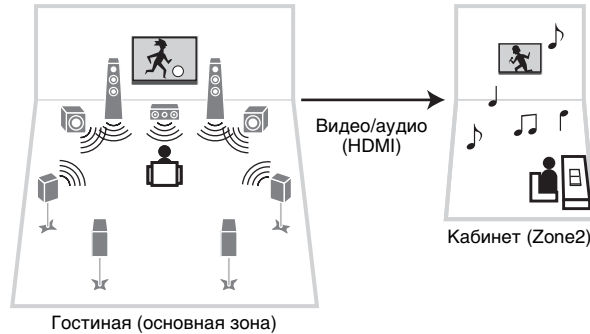 Видео/аудио
(HDMI)
Кабинет (Zone2)
Гостиная (основная зона)